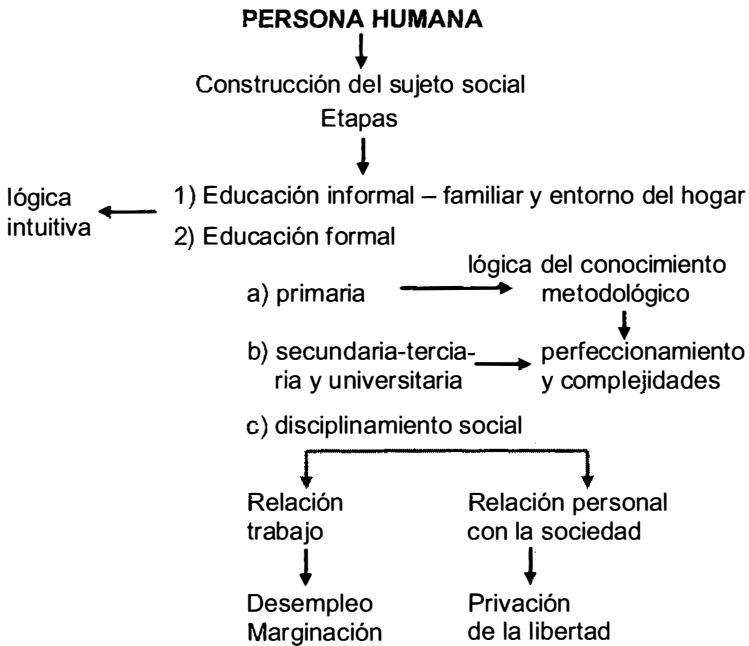 PERSONA HUMANA
Construcción del sujeto social
Etapas
lógica
intuitiva
1) Educación informal – familiar y entorno del hogar
2) Educación formal
lógica del conocimiento
metodológico
a) primaria
b) secundaria-tercia-
ria y universitaria
perfeccionamiento
y complejidades
c) disciplinamiento social
Relación
trabajo
Relación personal
con la sociedad
Desempleo
Marginación
Privación
de la libertad